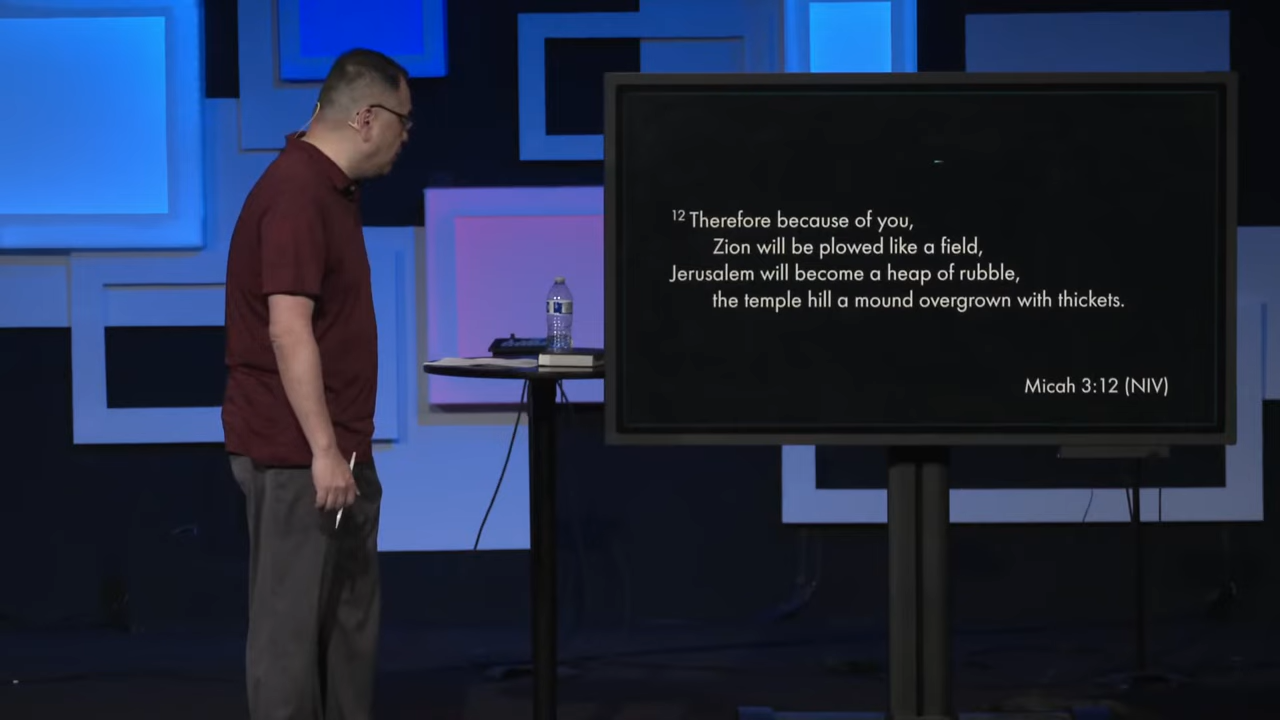 12 Therefore because of you,
Zion will be plowed like a field,
Jerusalem will become a heap of rubble,
the temple hill a mound overgrown with thickets.
Micah 3:12 (NIV)